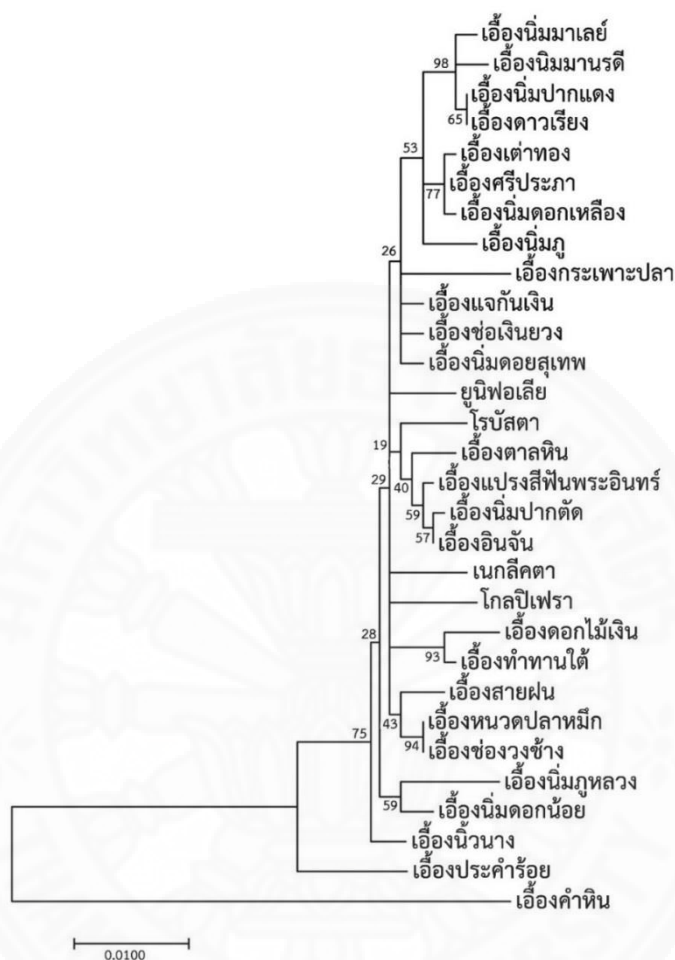 เอื้องนิ่มมาเลย์
98
เอื้องนิมมานรดี
เอื้องนิ่มปากแดง
65
เอื้องดาวเรียง
53
เอื้องเต่าทอง
77
เอื้องศรีประภา
เอื้องนิ่มดอกเหลือง
เอื้องนิ่มภู
26
เอื้องกระเพาะปลา
เอื้องแจกันเงิน
เอื้องช่อเงินยวง
เอื้องนิ่มดอยสุเทพ
ยูนิฟอเลีย
โรบัสตา
19
เอื้องตาลหิน
29
40
เอื้องแปรงสีฟันพระอินทร์
59
เอื้องนิ่มปากตัด
57
เอื้องอินจัน
เนกลีคตา
โกลปิเฟรา
28
เอื้องดอกไม้เงิน
93
เอื้องทำทานใต้
เอื้องสายฝน
43
เอื้องหนวดปลาหมึก
75
94
เอื้องช่องวงช้าง
เอื้องนิ่มภูหลวง
59
เอื้องนิ่มดอกน้อย
เอื้องนิ้วนาง
เอื้องประคำร้อย
เอื้องคำหิน
0.0100